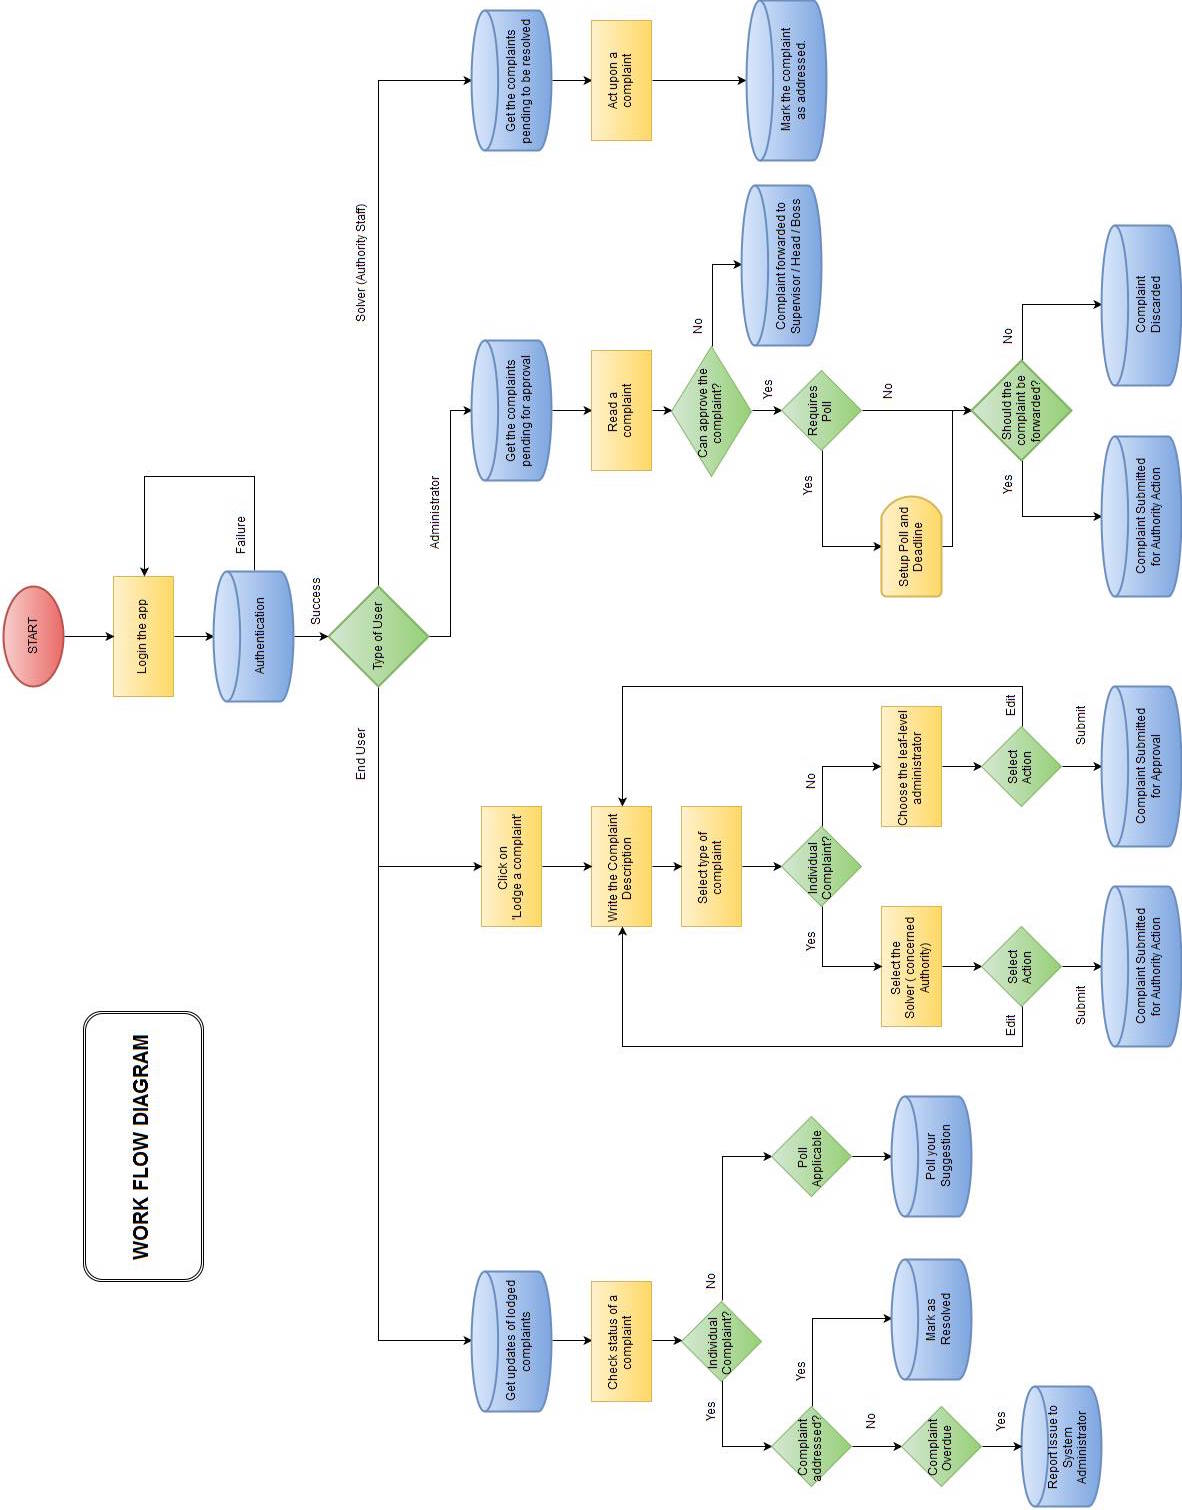 WORK FLOW DIAGRAM
START
Login the app
Authentication
Failure
Success
Type of User
End User
Administrator
Solver (Authority Staff)
Get updates of lodged
complaints
Check status of a
complaint
Individual
Complaint?
Yes
No
Complaint
addressed?
Yes
No
Mark as
Resolved
Complaint
Overdue
Yes
Report Issue to
System
Administrator
Poll
Applicable
Poll your
Suggestion
Click on
'Lodge a complaint'
Write the Complaint
Description
Select type of
complaint
Individual
Complaint?
Yes
No
Select the
Solver ( concerned
Authority)
Select
Action
Edit
Submit
Complaint Submitted
for Authority Action
Choose the leaf-level
administrator
Select
Action
Edit
Submit
Complaint Submitted
for Approval
Get the complaints
pending for approval
Read a
complaint
Can approve the
complaint?
No
Complaint forwarded to
Supervisor / Head / Boss
Yes
Requires
Poll
Yes
No
Setup Poll and
Deadline
Should the
complaint be
forwarded?
Yes
No
Complaint Submitted
for Authority Action
Complaint
Discarded
Get the complaints
pending to be resolved
Act upon a
complaint
Mark the complaint
as addressed.